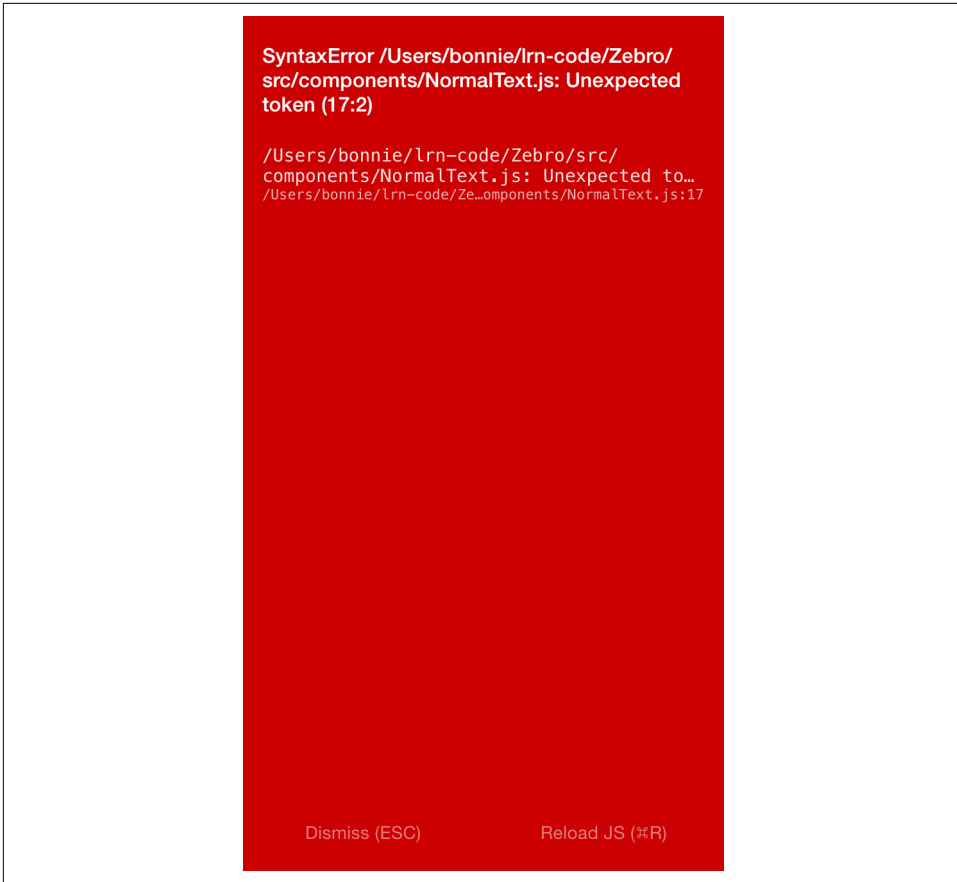 SyntaxError /Users/bonnie/lrn-code/Zebro/
src/components/NormalText.js: Unexpected
token (17:2)
/Users/bonnie/lrn-code/Zebro/src/
components/NormalText.js: Unexpected to…
/Users/bonnie/lrn-code/Ze…omponents/NormalText.js:17
Dismiss (ESC) Reload JS (⌘R)